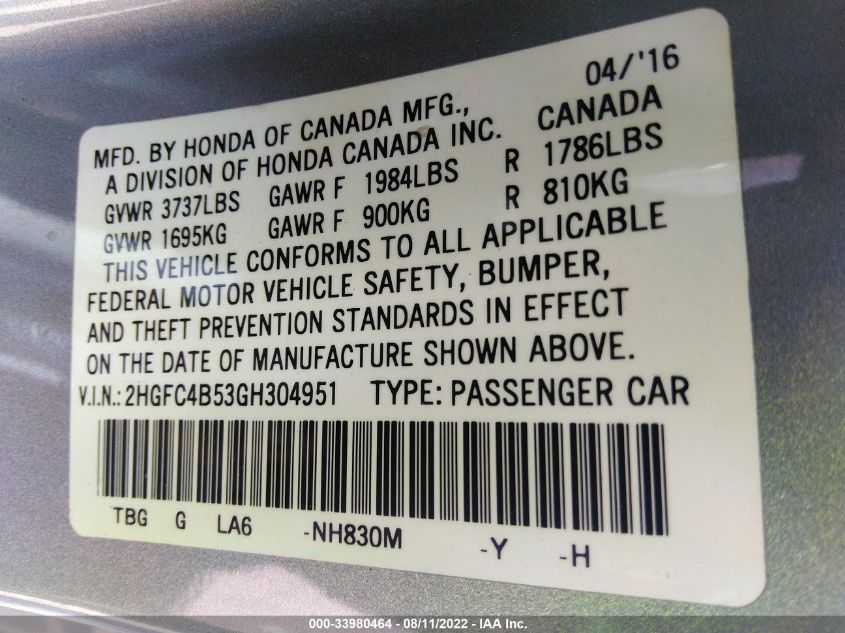 04/'16
MFD. BY HONDA OF CANADA MFG., CANADA
A DIVISION OF HONDA CANADA INC.
GVWR 3737LBS GAWR F 1984LBS R 1786LBS
GVWR 1695KG GAWR F 900KG R 810KG
THIS VEHICLE CONFORMS TO ALL APPLICABLE
FEDERAL MOTOR VEHICLE SAFETY, BUMPER,
AND THEFT PREVENTION STANDARDS IN EFFECT
ON THE DATE OF MANUFACTURE SHOWN ABOVE.
V.I.N.: 2HGFC4B53GH304951 TYPE: PASSENGER CAR
TBG G LA6 -NH830M -Y -H
000-33980464 - 08/11/2022 - IAA Inc.